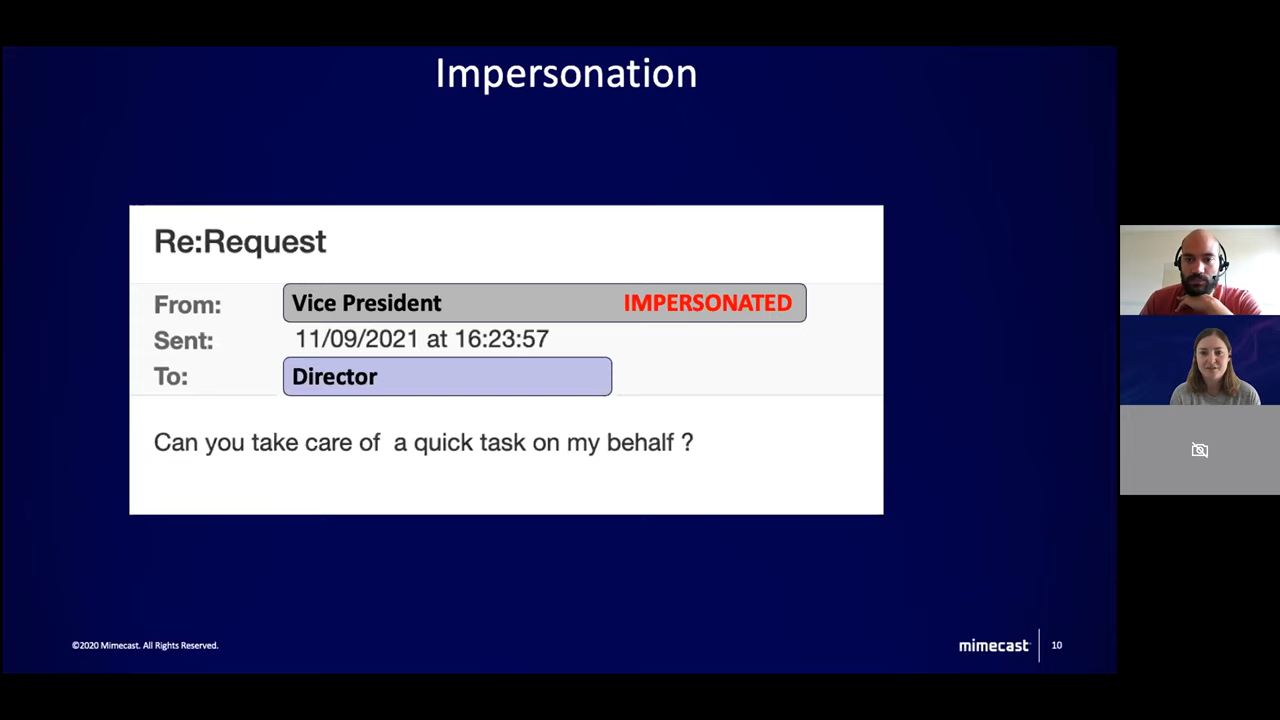 Impersonation
Re:Request
From: Vice President IMPERSONATED
Sent: 11/09/2021 at 16:23:57
To: Director
Can you take care of  a quick task on my behalf ?
©2020 Mimecast. All Rights Reserved.
mimecast 10